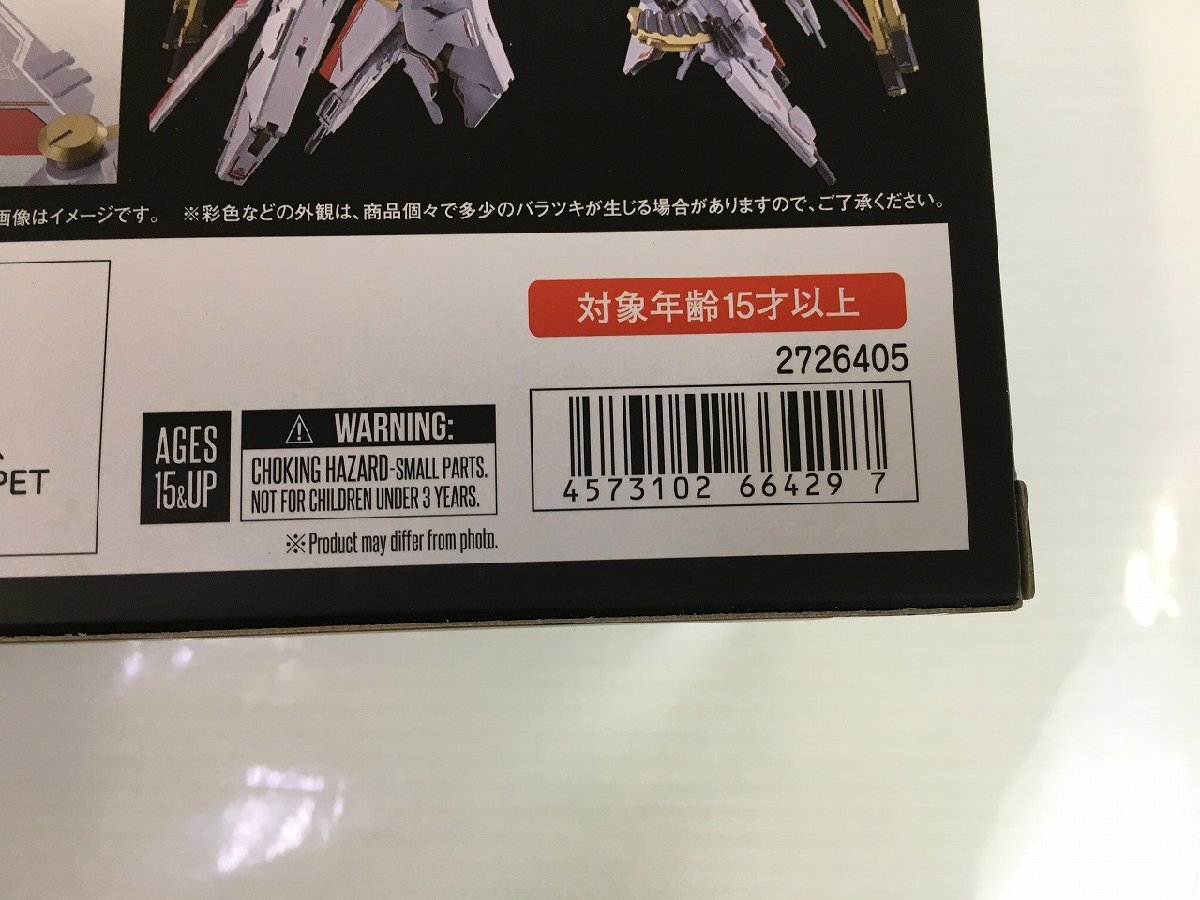 画像はイメージです。 ※彩色などの外観は、商品個々で多少のバラツキが生じる場合がありますので、ご了承ください。
対象年齢15才以上
2726405
AGES
15&UP
WARNING:
CHOKING HAZARD-SMALL PARTS.
NOT FOR CHILDREN UNDER 3 YEARS.
※Product may differ from photo.
PET
4573102 66429 7